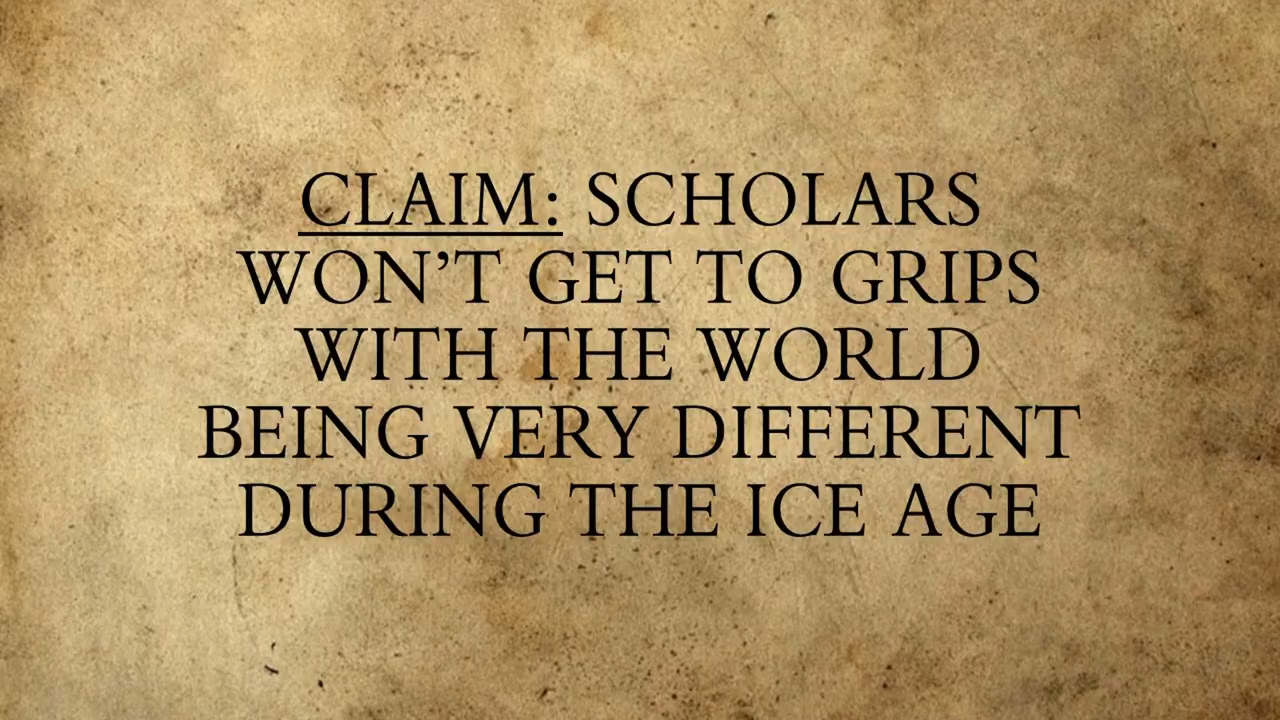 CLAIM: SCHOLARS
WON’T GET TO GRIPS
WITH THE WORLD
BEING VERY DIFFERENT
DURING THE ICE AGE